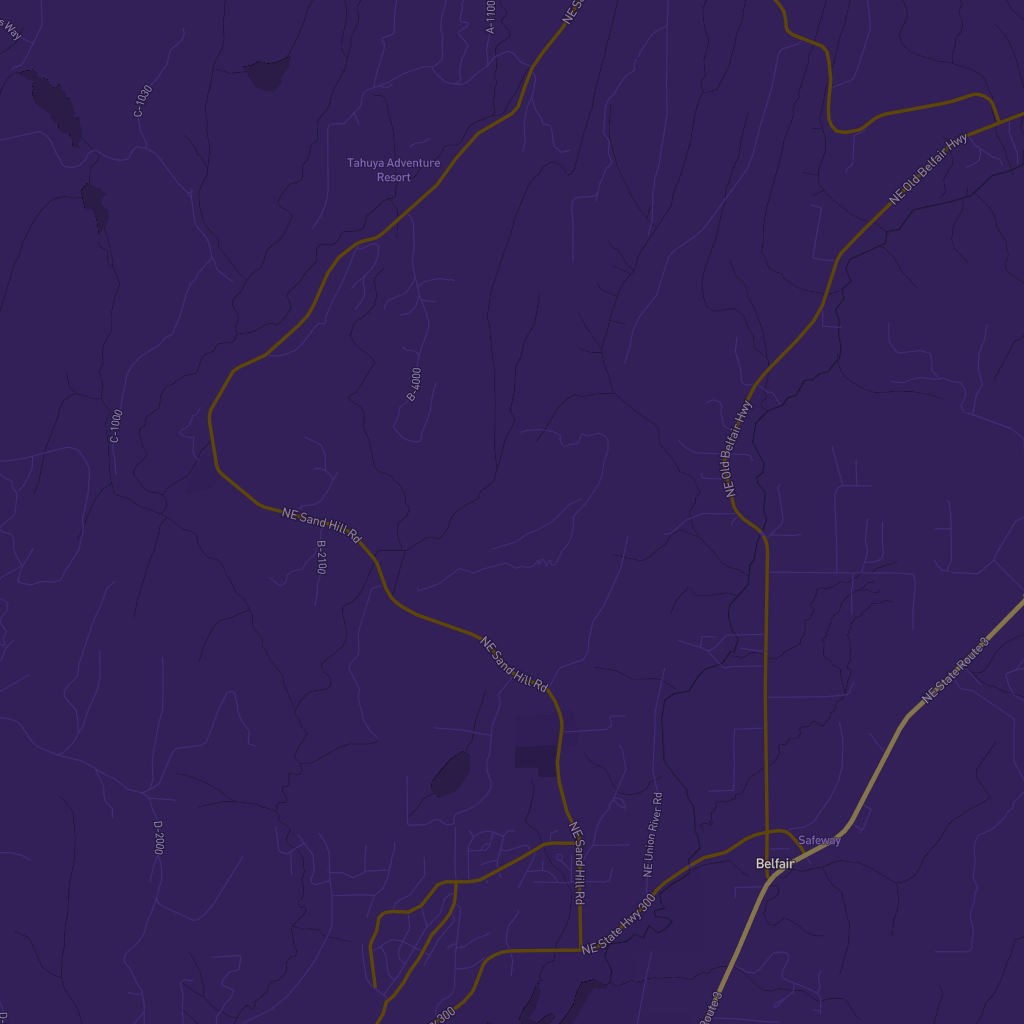 s Way
A-1100
NE S
C-1030
Tahuya Adventure
Resort
NE Old Belfair Hwy
B-4000
C-1000
NE Old Belfair Hwy
NE Sand Hill Rd
B-2100
NE Sand Hill Rd
NE State Route 3
D-2000
NE Sand Hill Rd
NE Union River Rd
Safeway
Belfair
NE State Hwy 300
Route 3
y 300
D-